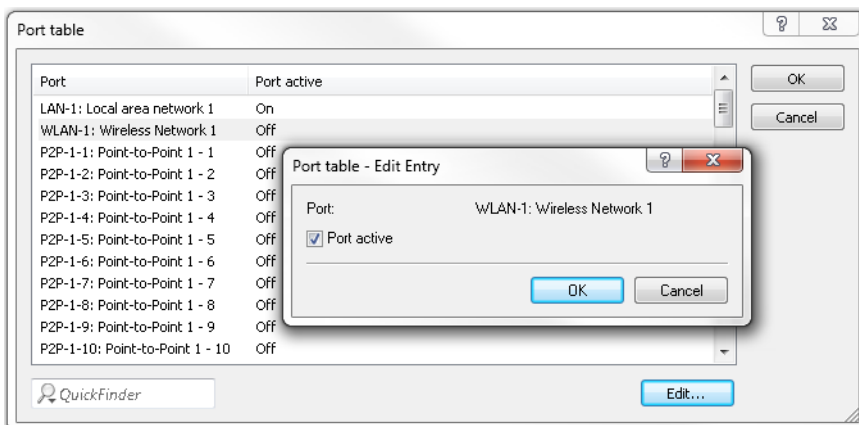 Port table
Port Port active
LAN-1: Local area network 1 On
WLAN-1: Wireless Network 1 Off
P2P-1-1: Point-to-Point 1 - 1 Off
P2P-1-2: Point-to-Point 1 - 2 Off
P2P-1-3: Point-to-Point 1 - 3 Off
P2P-1-4: Point-to-Point 1 - 4 Off
P2P-1-5: Point-to-Point 1 - 5 Off
P2P-1-6: Point-to-Point 1 - 6 Off
P2P-1-7: Point-to-Point 1 - 7 Off
P2P-1-8: Point-to-Point 1 - 8 Off
P2P-1-9: Point-to-Point 1 - 9 Off
P2P-1-10: Point-to-Point 1 - 10 Off
QuickFinder
Edit...
OK
Cancel
Port table - Edit Entry
Port: WLAN-1: Wireless Network 1
Port active
OK Cancel